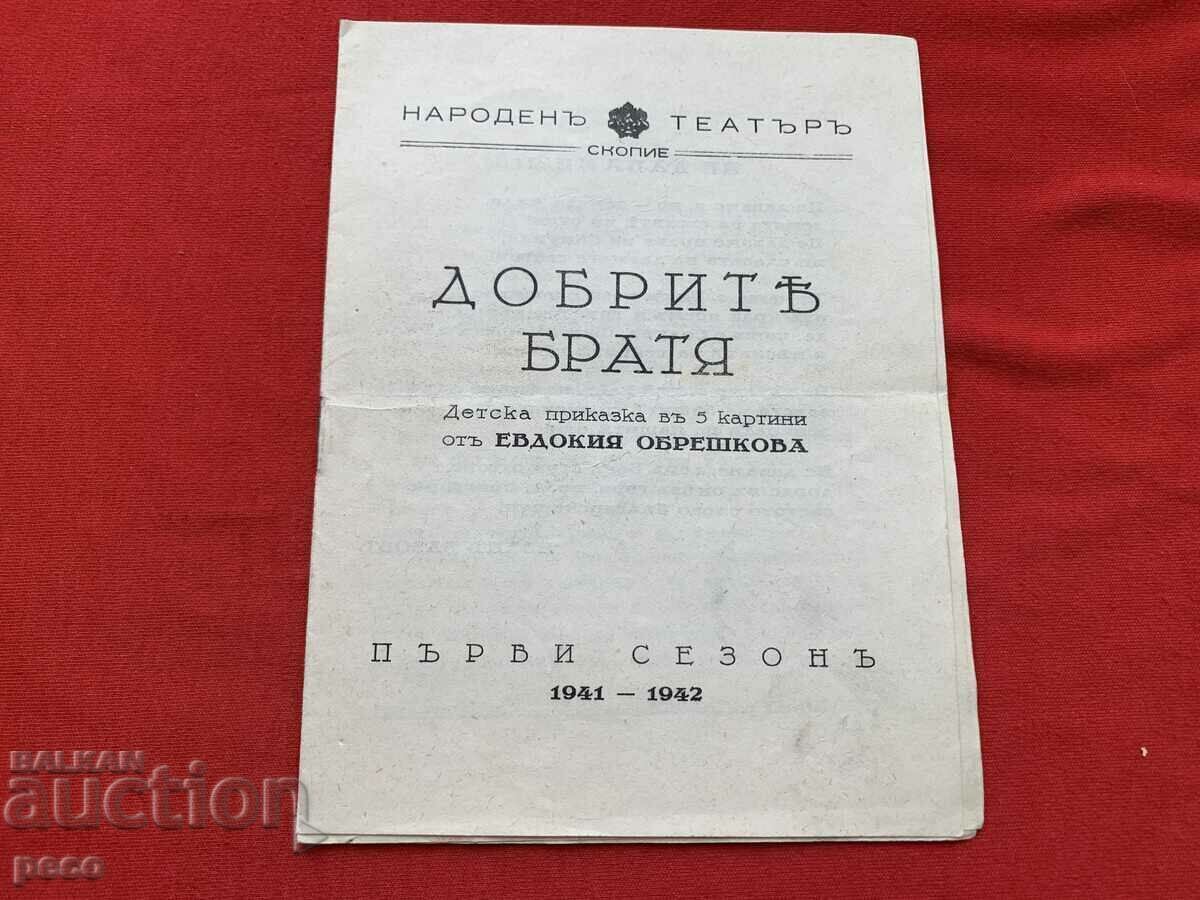 НАРОДЕНЪ ТЕАТЪРЪ
СКОПИЕ
ДОБРИТѢ
БРАТЯ
Детска приказка въ 5 картини
отъ ЕВДОКИЯ ОБРЕШКОВА
ПЪРВИ СЕЗОНЪ
1941 — 1942
BALKAN
auction
peco